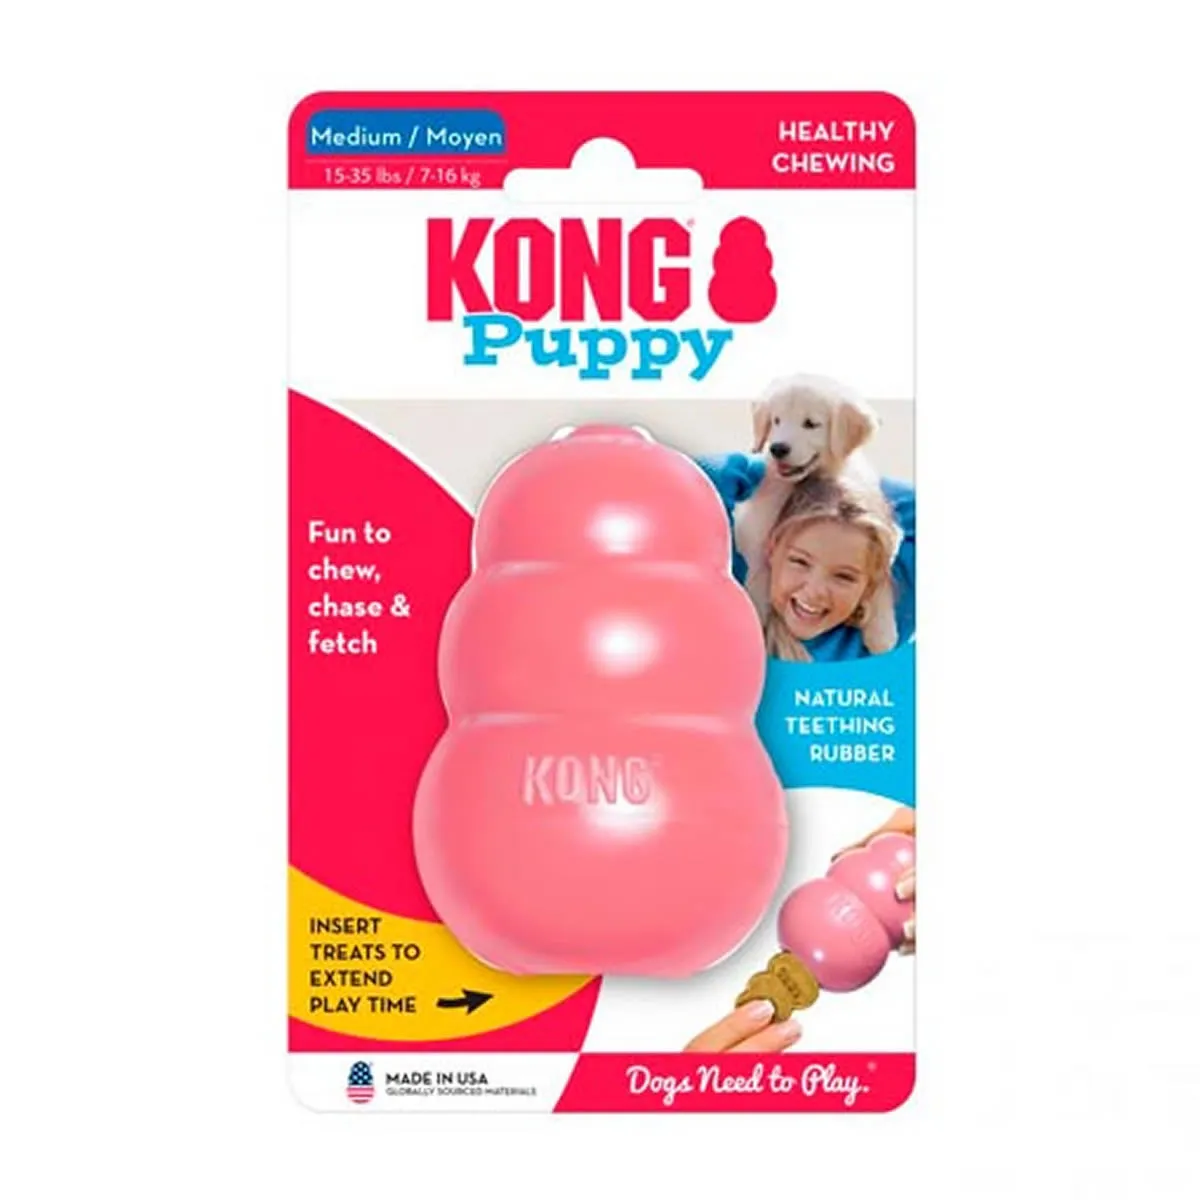 Medium / Moyen
15-35 lbs / 7-16 kg
HEALTHY
CHEWING
KONG®
Puppy
Fun to
chew,
chase &
fetch
NATURAL
TEETHING
RUBBER
KONG
INSERT
TREATS TO
EXTEND
PLAY TIME
MADE IN USA
GLOBALLY SOURCED MATERIALS
Dogs Need to Play.®